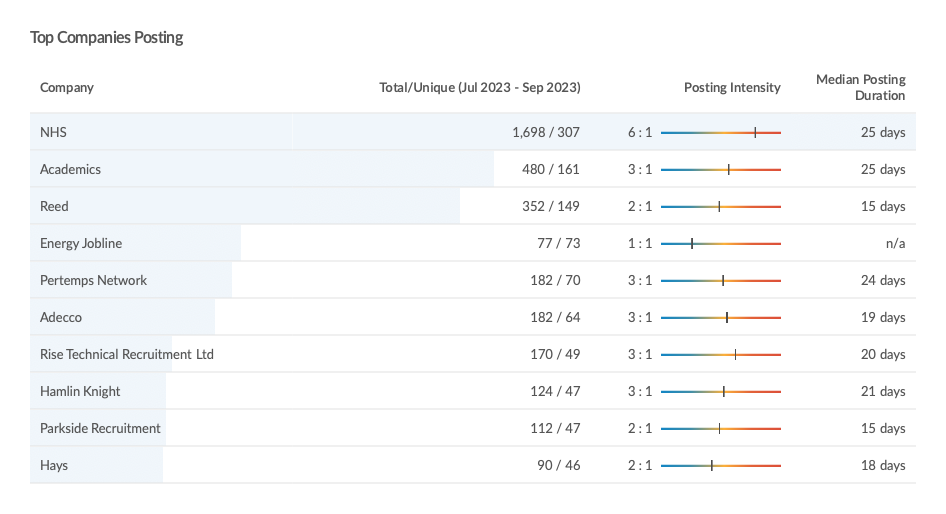 Top Companies Posting
Company Total/Unique (Jul 2023 - Sep 2023) Posting Intensity Median Posting Duration
NHS 1,698 / 307 6 : 1 25 days
Academics 480 / 161 3 : 1 25 days
Reed 352 / 149 2 : 1 15 days
Energy Jobline 77 / 73 1 : 1 n/a
Pertemps Network 182 / 70 3 : 1 24 days
Adecco 182 / 64 3 : 1 19 days
Rise Technical Recruitment Ltd 170 / 49 3 : 1 20 days
Hamlin Knight 124 / 47 3 : 1 21 days
Parkside Recruitment 112 / 47 2 : 1 15 days
Hays 90 / 46 2 : 1 18 days